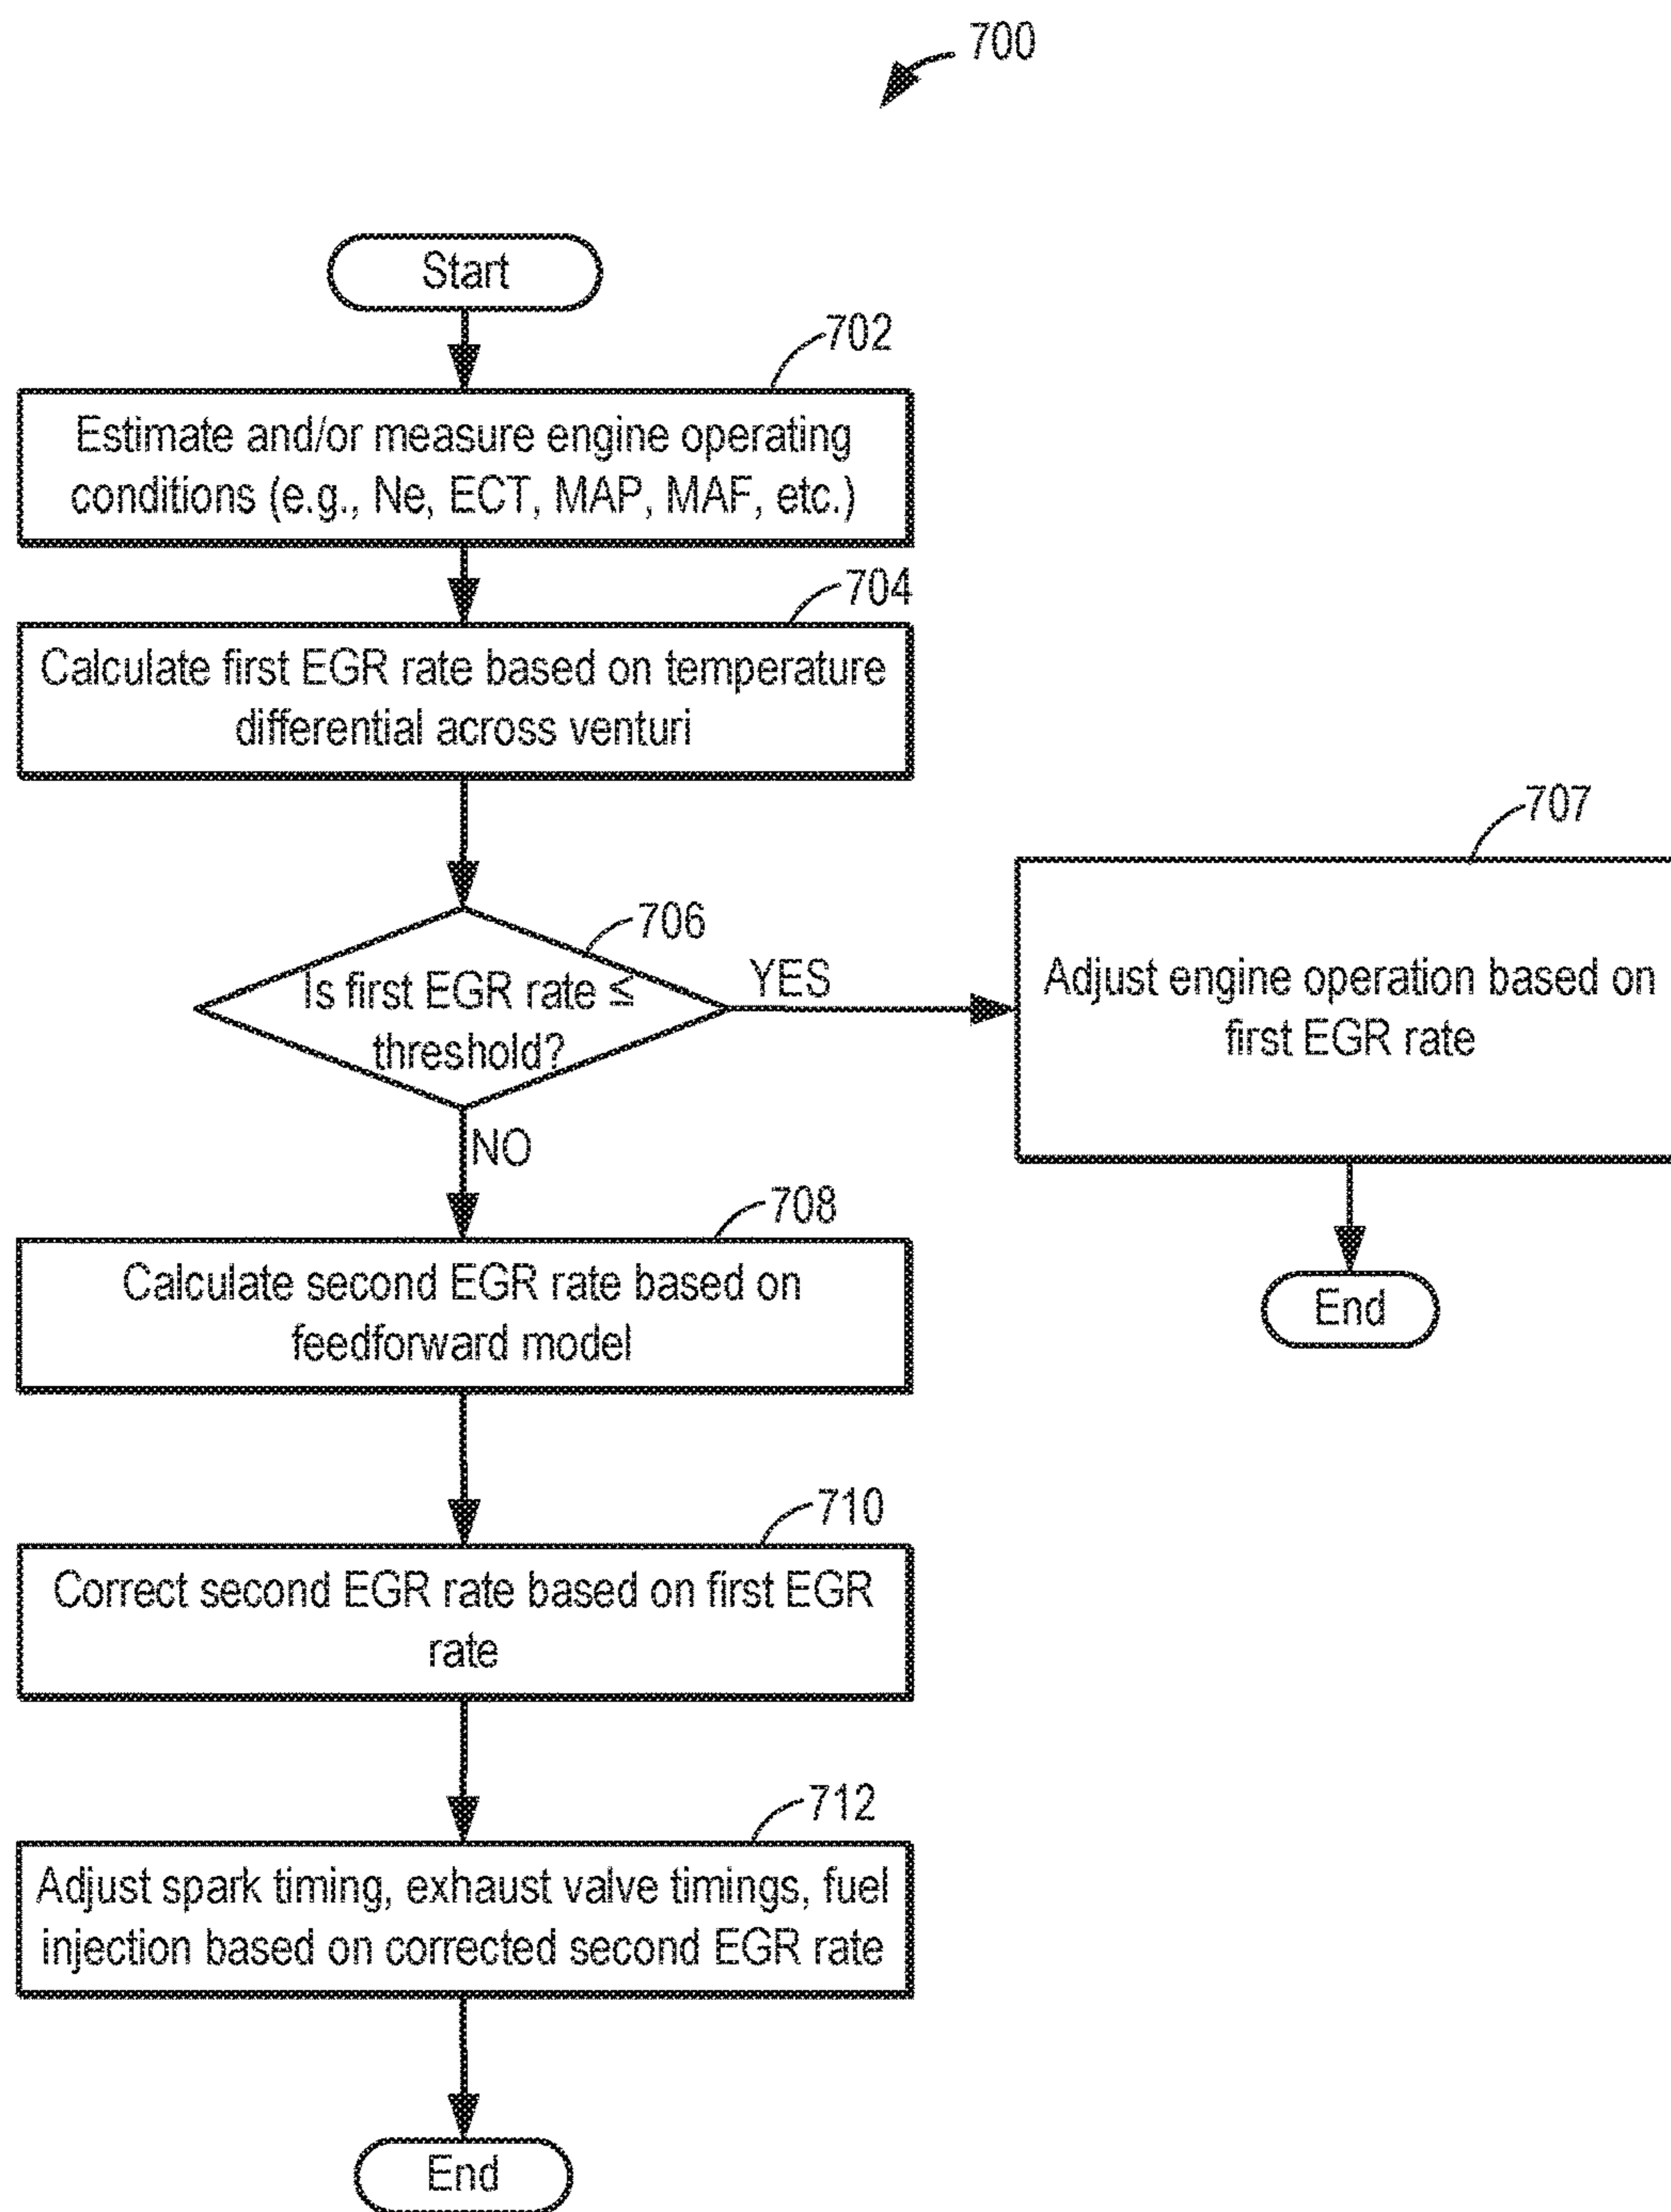 700
Start
702
Estimate and/or measure engine operating
conditions (e.g., Ne, ECT, MAP, MAF, etc.)
704
Calculate first EGR rate based on temperature
differential across venturi
706
Is first EGR rate ≤
threshold?
YES
707
Adjust engine operation based on
first EGR rate
End
NO
708
Calculate second EGR rate based on
feedforward model
710
Correct second EGR rate based on first EGR
rate
712
Adjust spark timing, exhaust valve timings, fuel
injection based on corrected second EGR rate
End